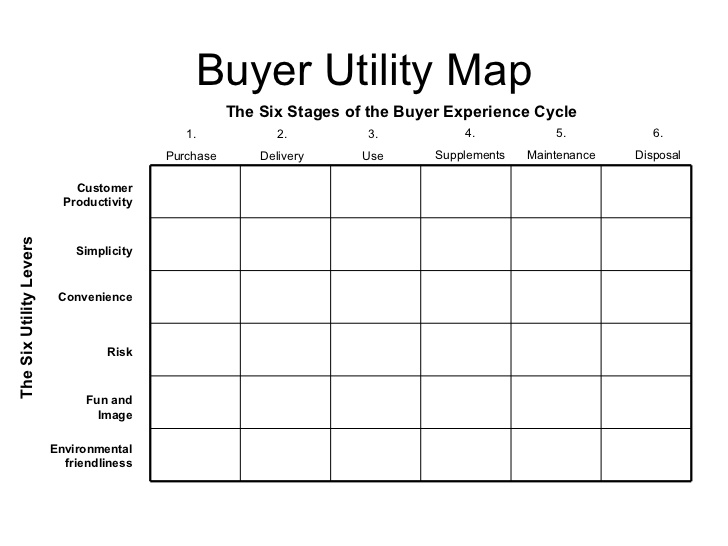 Buyer Utility Map
The Six Stages of the Buyer Experience Cycle
1. 2. 3. 4. 5. 6.
Purchase Delivery Use Supplements Maintenance Disposal
The Six Utility Levers
Customer
Productivity
Simplicity
Convenience
Risk
Fun and
Image
Environmental
friendliness